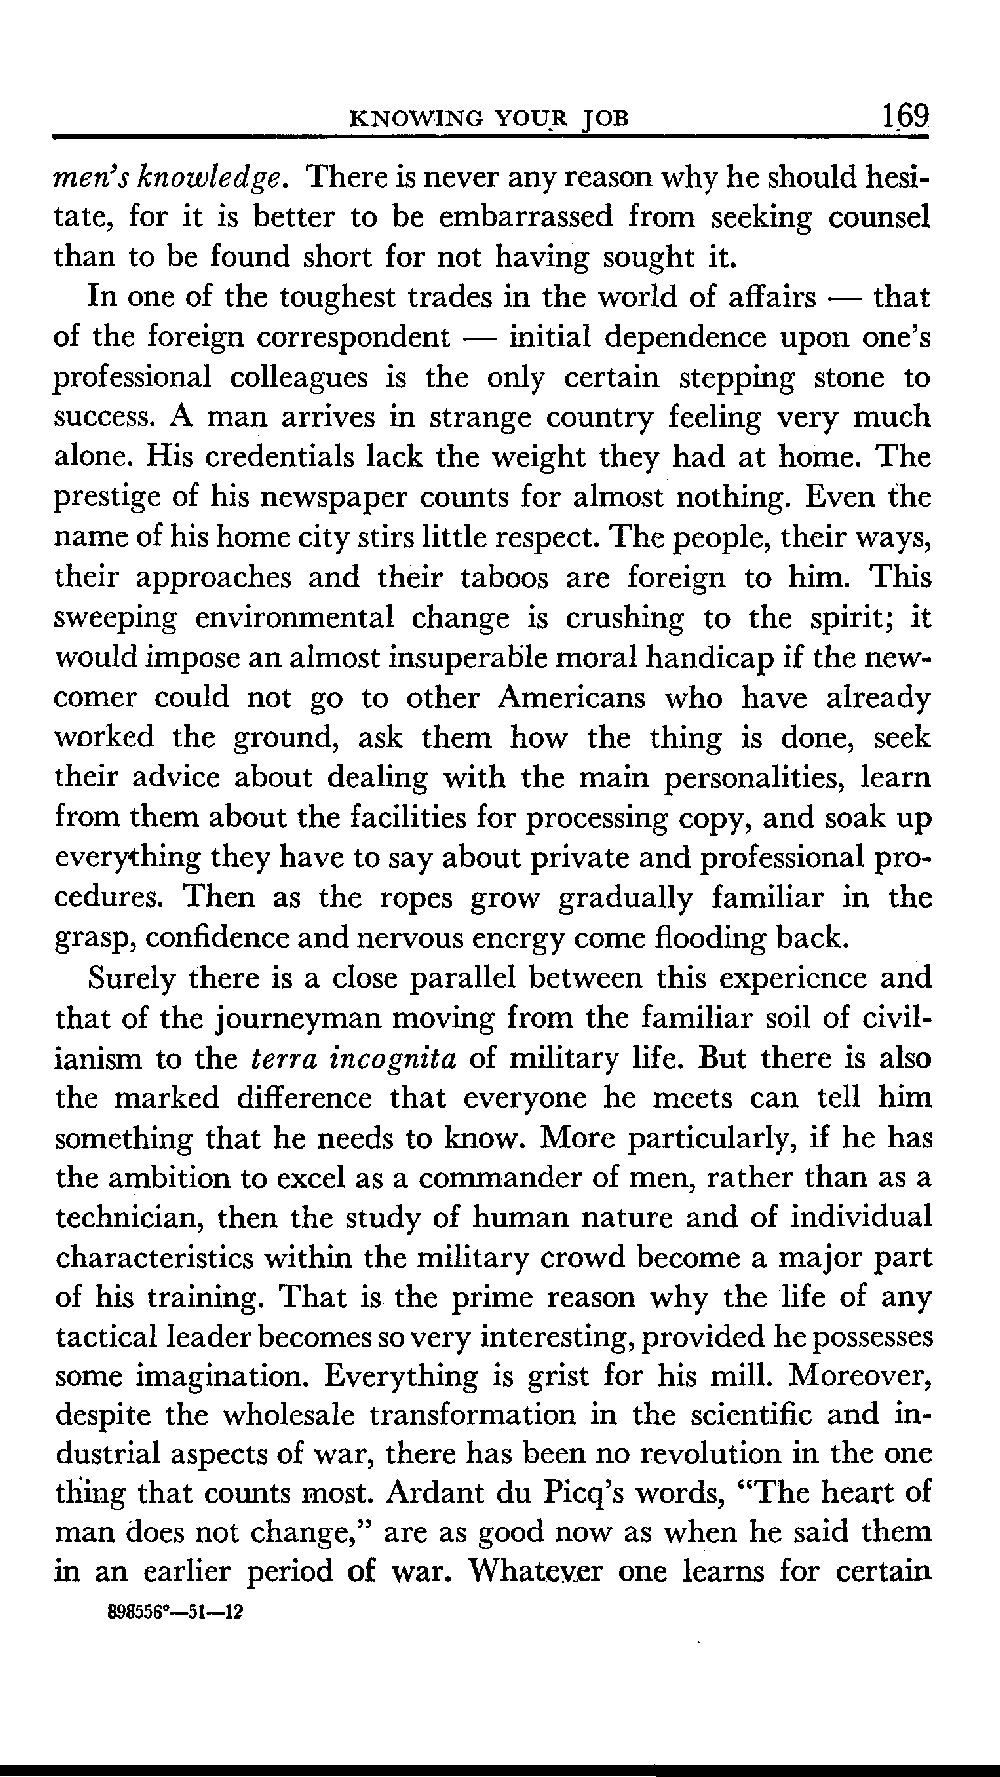 KNOWING YOUR JOB 169
men's knowledge. There is never any reason why he should hesi-
tate, for it is better to be embarrassed from seeking counsel
than to be found short for not having sought it.
In one of the toughest trades in the world of affairs — that
of the foreign correspondent — initial dependence upon one's
professional colleagues is the only certain stepping stone to
success. A man arrives in strange country feeling very much
alone. His credentials lack the weight they had at home. The
prestige of his newspaper counts for almost nothing. Even the
name of his home city stirs little respect. The people, their ways,
their approaches and their taboos are foreign to him. This
sweeping environmental change is crushing to the spirit; it
would impose an almost insuperable moral handicap if the new-
comer could not go to other Americans who have already
worked the ground, ask them how the thing is done, seek
their advice about dealing with the main personalities, learn
from them about the facilities for processing copy, and soak up
everything they have to say about private and professional pro-
cedures. Then as the ropes grow gradually familiar in the
grasp, confidence and nervous energy come flooding back.
Surely there is a close parallel between this experience and
that of the journeyman moving from the familiar soil of civil-
ianism to the terra incognita of military life. But there is also
the marked difference that everyone he meets can tell him
something that he needs to know. More particularly, if he has
the ambition to excel as a commander of men, rather than as a
technician, then the study of human nature and of individual
characteristics within the military crowd become a major part
of his training. That is the prime reason why the life of any
tactical leader becomes so very interesting, provided he possesses
some imagination. Everything is grist for his mill. Moreover,
despite the wholesale transformation in the scientific and in-
dustrial aspects of war, there has been no revolution in the one
thing that counts most. Ardant du Picq's words, "The heart of
man does not change," are as good now as when he said them
in an earlier period of war. Whatever one learns for certain
898556°—51—12